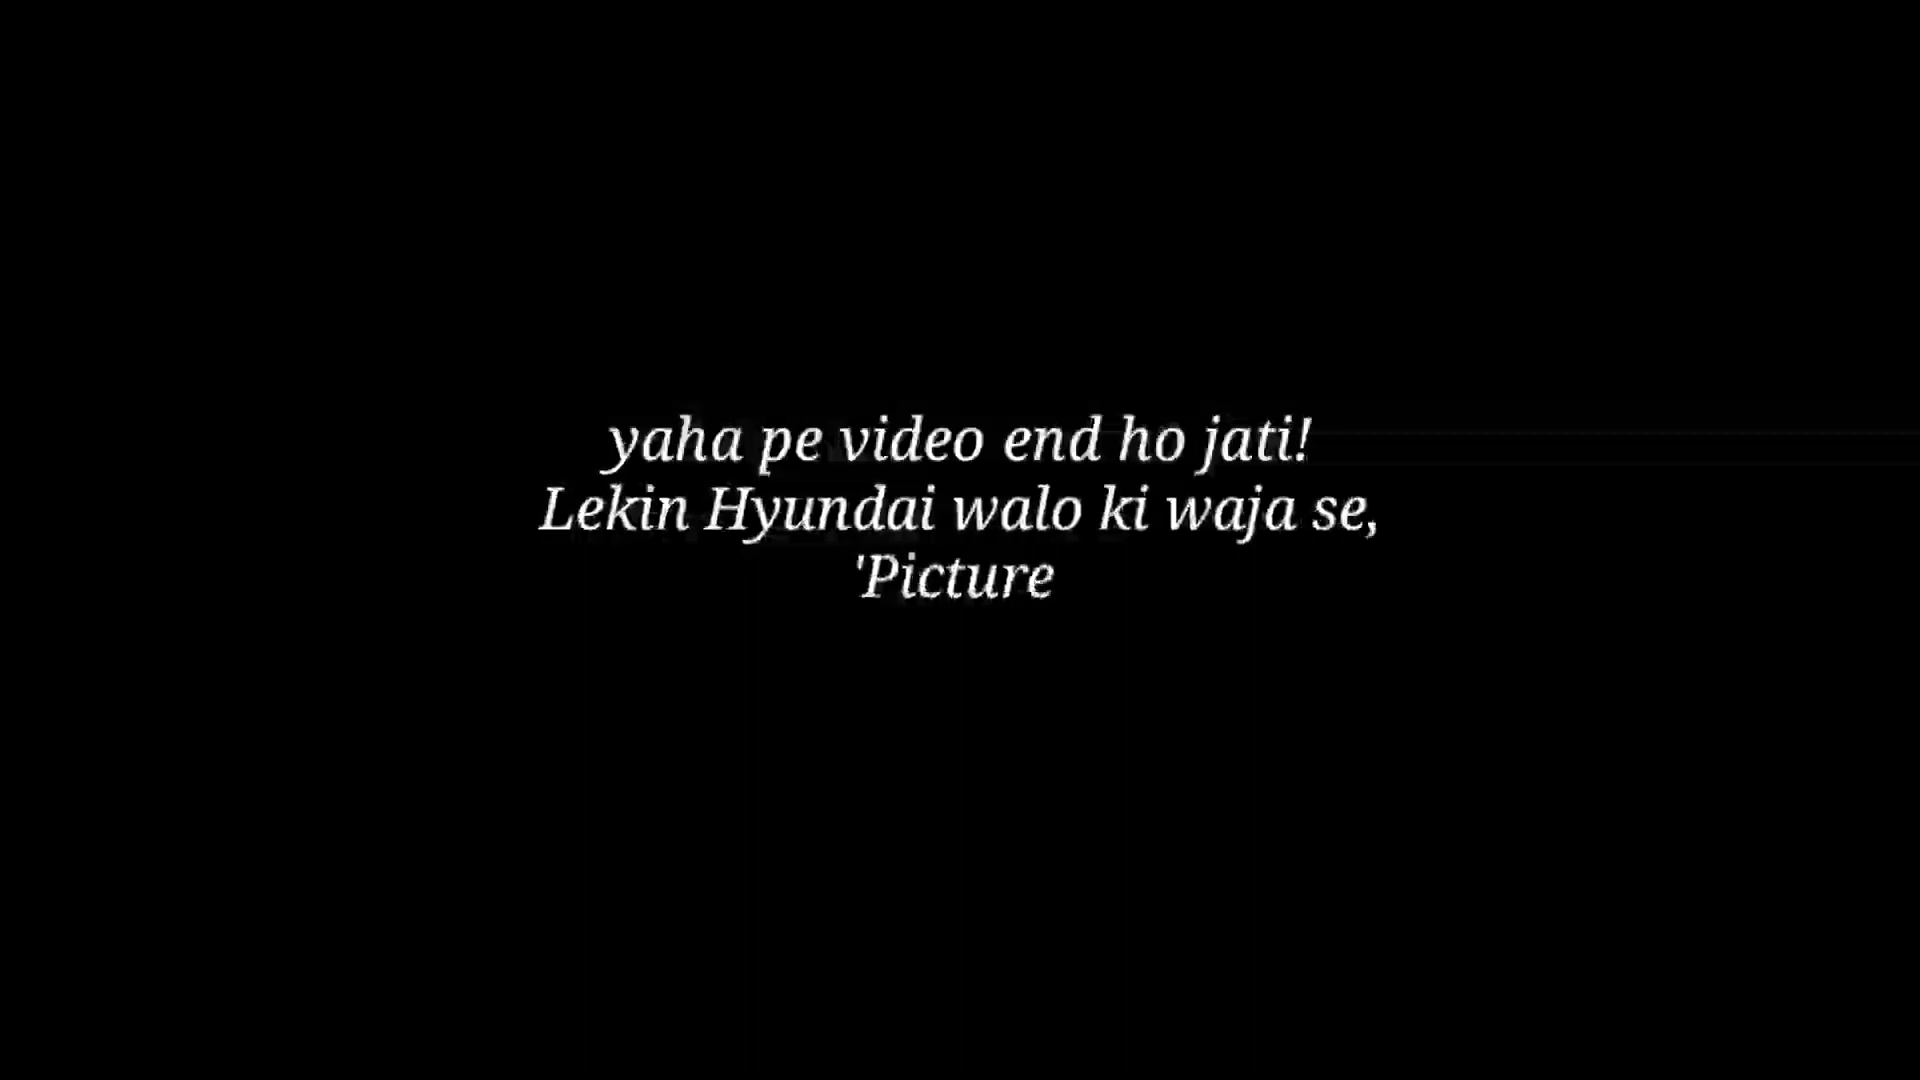 yaha pe video end ho jati!
Lekin Hyundai walo ki waja se,
'Picture